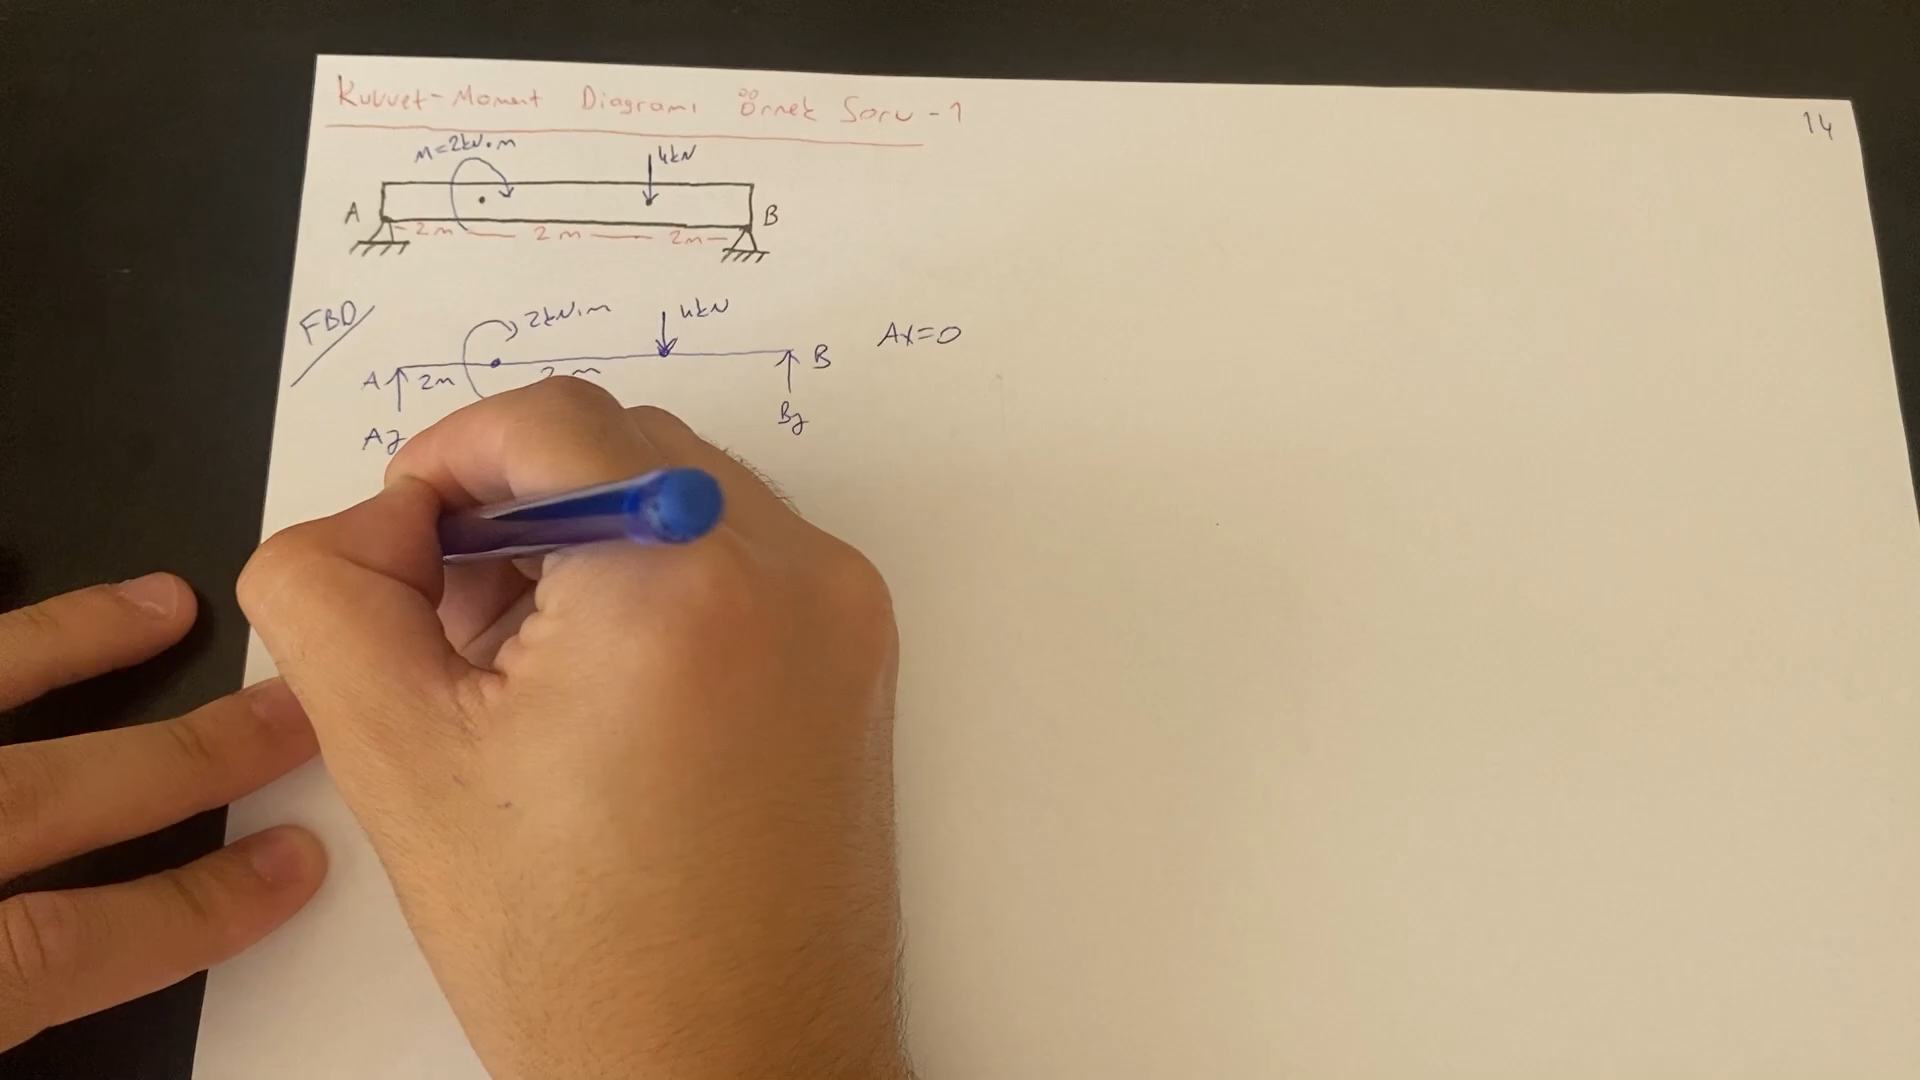 Kuvvet-Moment Diagramı Örnek Soru-1
14
M=2kN.m
4kN
A
B
2m 2m 2m
FBD
2kN.m
4kN
Ax=0
A
2m
2m
B
Ay
By